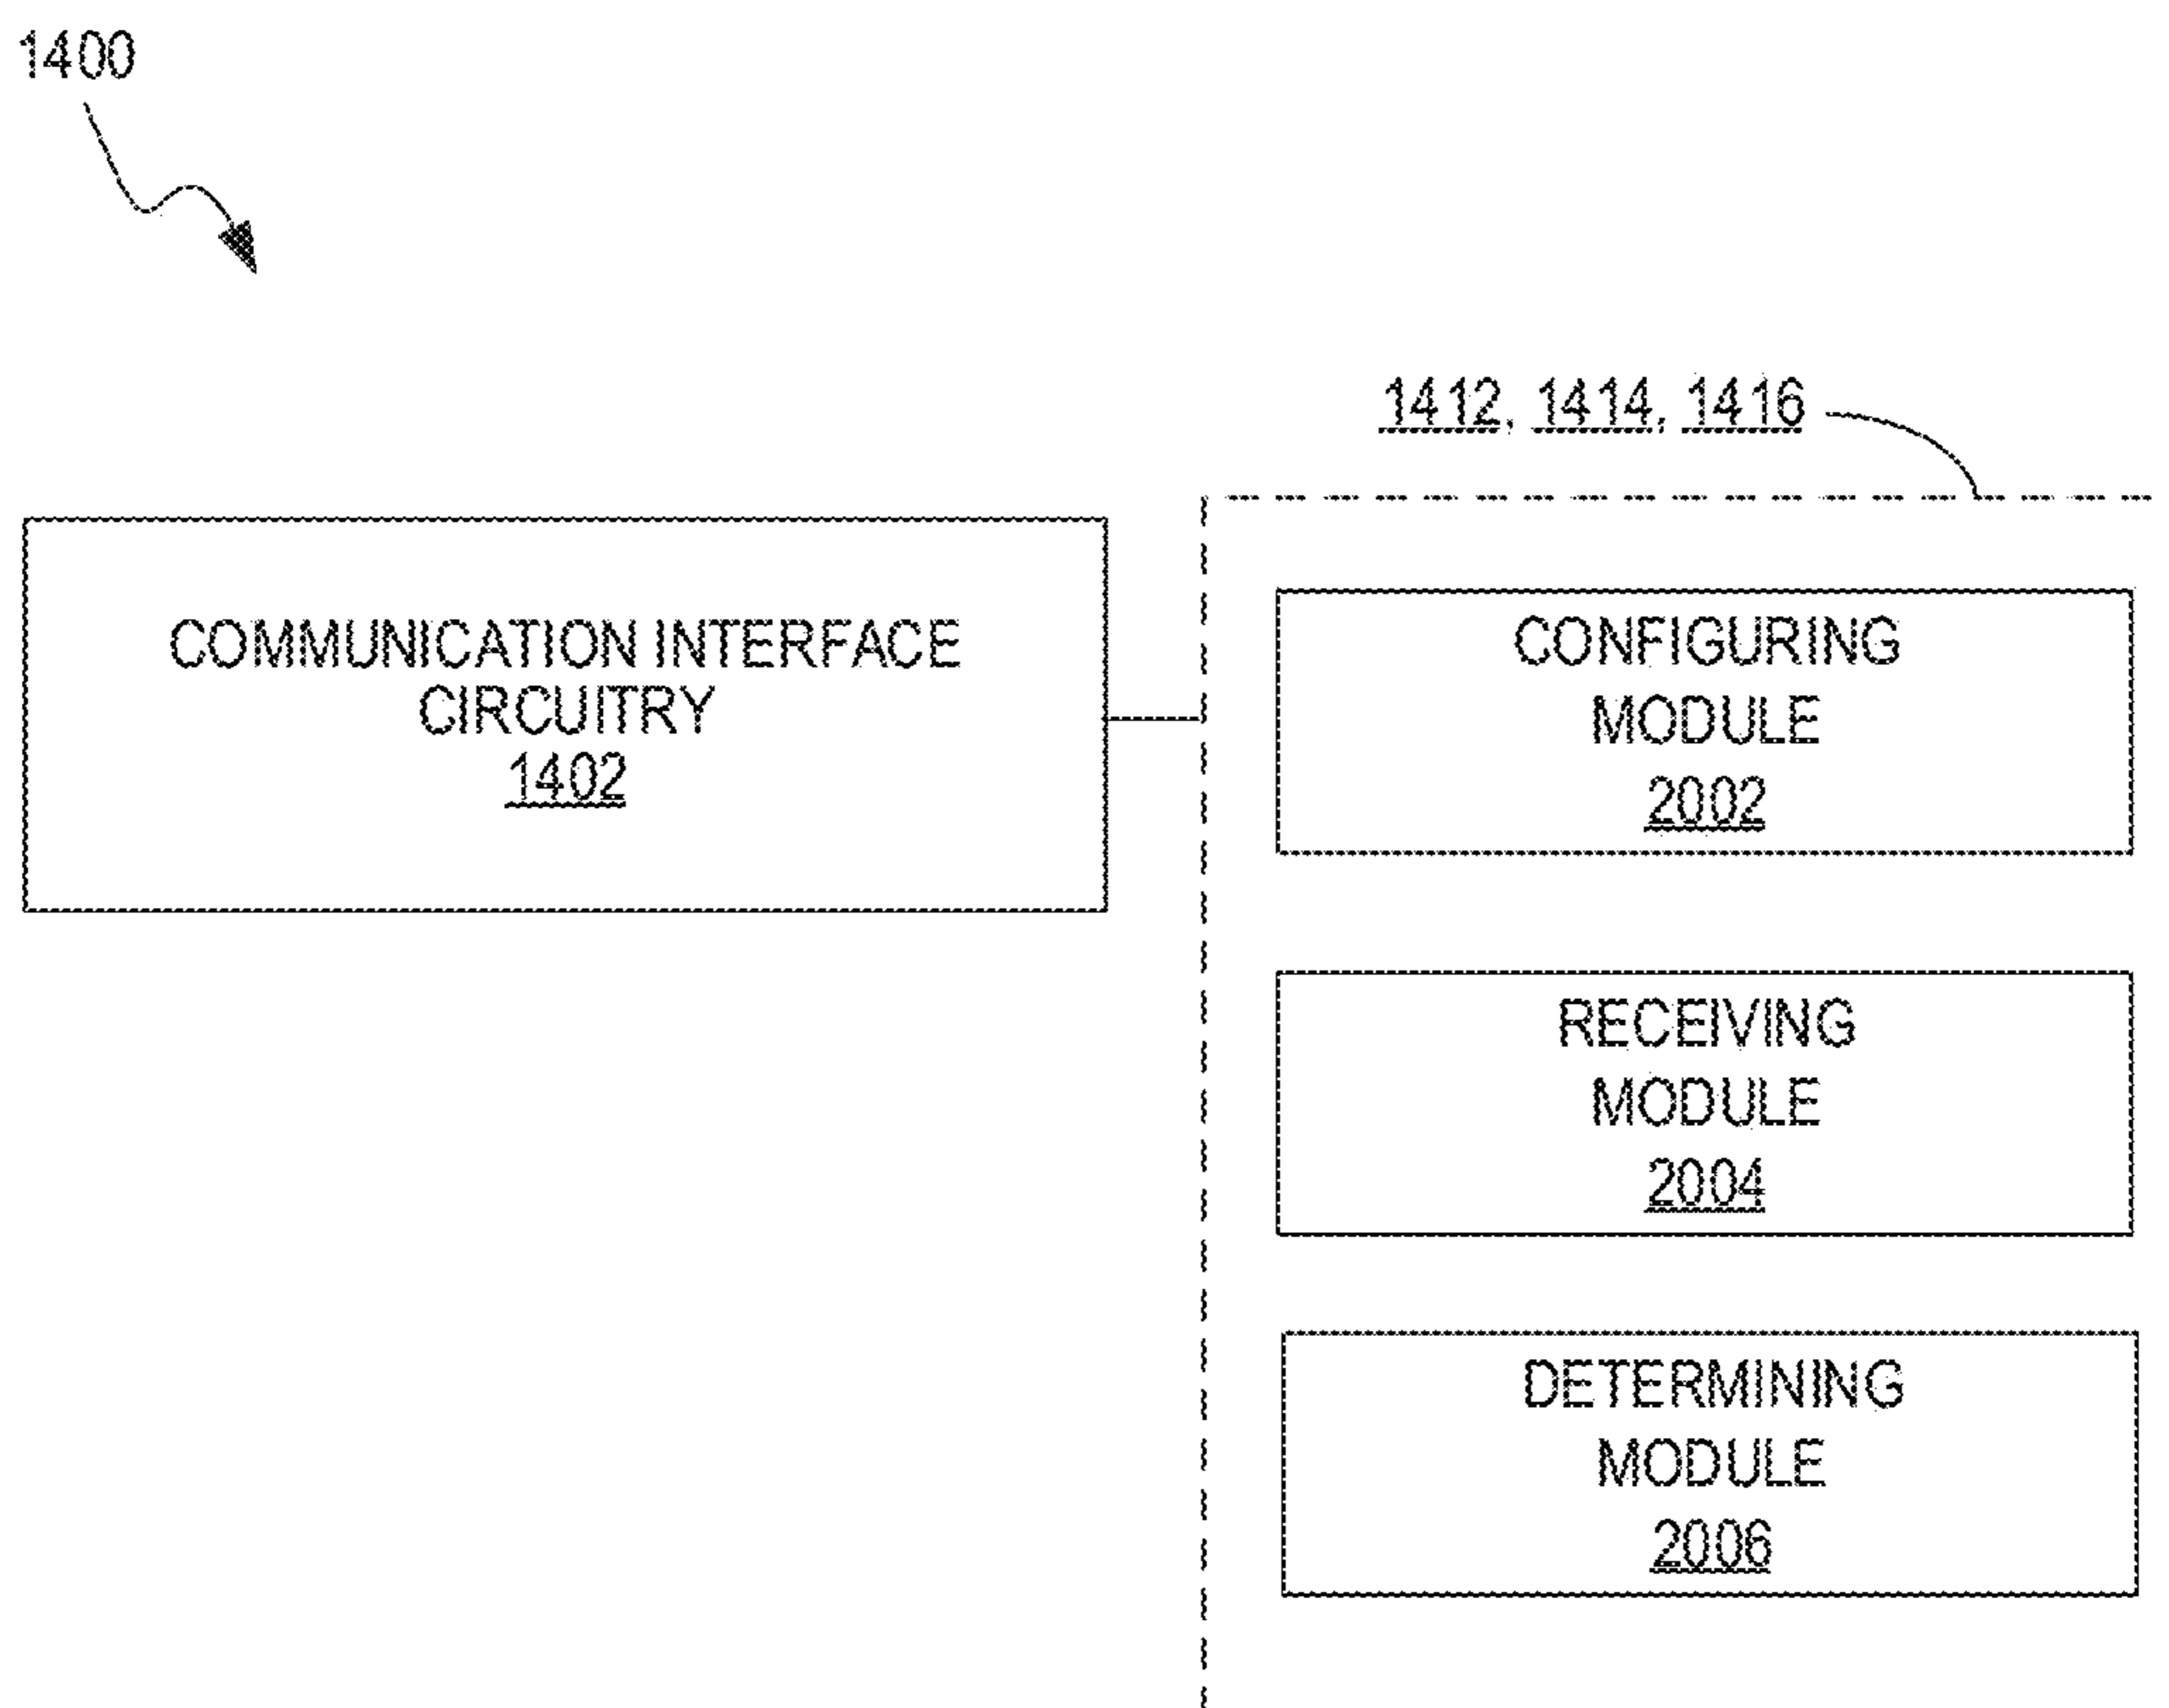 1400
1412, 1414, 1416
COMMUNICATION INTERFACE
CIRCUITRY
1402
CONFIGURING
MODULE
2002
RECEIVING
MODULE
2004
DETERMINING
MODULE
2006